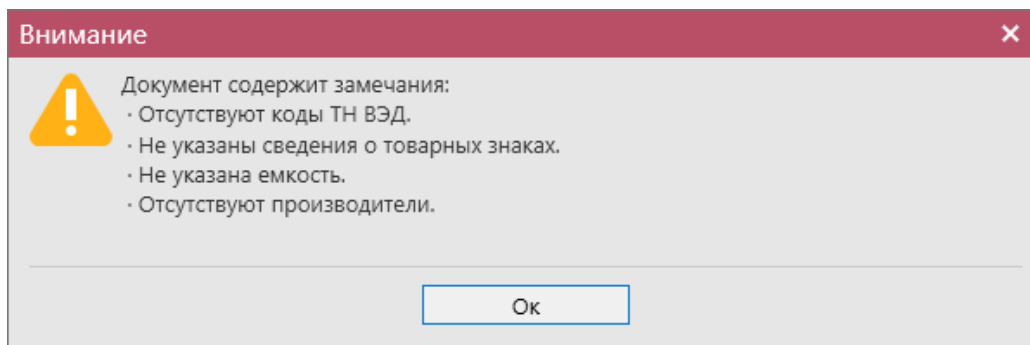 Внимание
Документ содержит замечания:
· Отсутствуют коды ТН ВЭД.
· Не указаны сведения о товарных знаках.
· Не указана емкость.
· Отсутствуют производители.
Ок